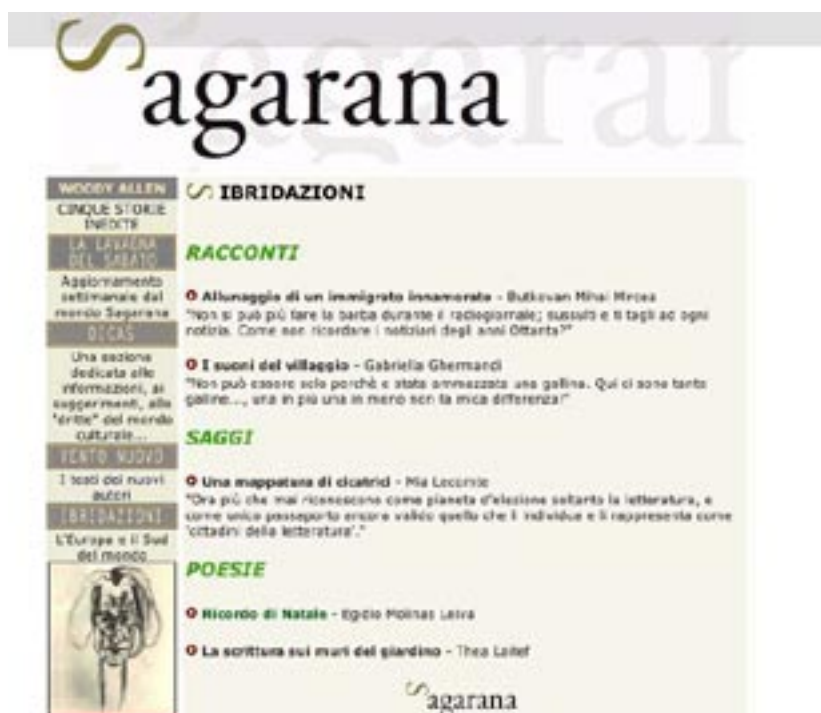 Sagarana
WOODY ALLEN
CINQUE STORIE
INEDITE
LA LAVAGNA
DEL SABATO
Aggiornamento
settimanale dal
mondo Sagarana
DICAS
Una sezione
dedicata alle
informazioni, ai
suggerimenti, alle
"dritte" del mondo
culturale...
VENTO NUOVO
I testi dei nuovi
autori
IBRIDAZIONI
L'Europa e il Sud
del mondo
IBRIDAZIONI
RACCONTI
Allunaggio di un immigrato innamorato - Butkovan Mihai Mircea
"Non si può più fare la barba durante il radiogiornale; sussulti e ti tagli ad ogni
notizia. Come non ricordare i notiziari degli anni Ottanta?"
I suoni del villaggio - Gabriella Ghermandi
"Non può essere solo perchè è stata ammazzata una gallina. Qui ci sono tante
galline..., una in più una in meno non fa mica differenza!"
SAGGI
Una mappatura di cicatrici - Mia Lecomte
"Ora più che mai riconoscono come pianeta d'elezione soltanto la letteratura, e
come unico passaporto ancora valido quello che li individua e li rappresenta come
'cittadini della letteratura'."
POESIE
Ricordo di Natale - Egidio Molinas Leiva
La scrittura sui muri del giardino - Thea Laitef
Sagarana